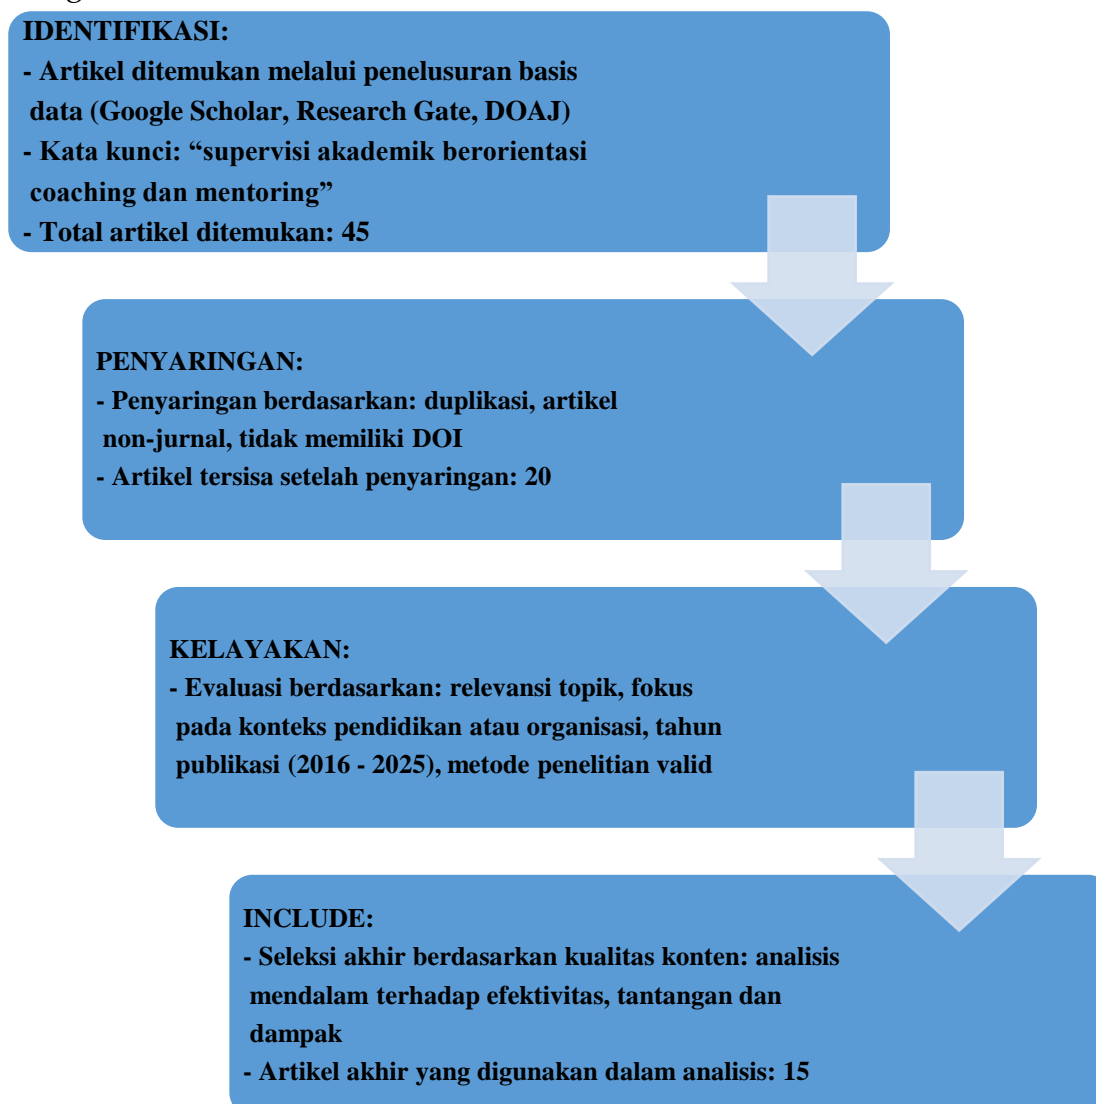 IDENTIFIKASI:
- Artikel ditemukan melalui penelusuran basis
data (Google Scholar, Research Gate, DOAJ)
- Kata kunci: “supervisi akademik berorientasi
coaching dan mentoring”
- Total artikel ditemukan: 45
PENYARINGAN:
- Penyaringan berdasarkan: duplikasi, artikel
non-jurnal, tidak memiliki DOI
- Artikel tersisa setelah penyaringan: 20
KELAYAKAN:
- Evaluasi berdasarkan: relevansi topik, fokus
pada konteks pendidikan atau organisasi, tahun
publikasi (2016 - 2025), metode penelitian valid
INCLUDE:
- Seleksi akhir berdasarkan kualitas konten: analisis
mendalam terhadap efektivitas, tantangan dan
dampak
- Artikel akhir yang digunakan dalam analisis: 15